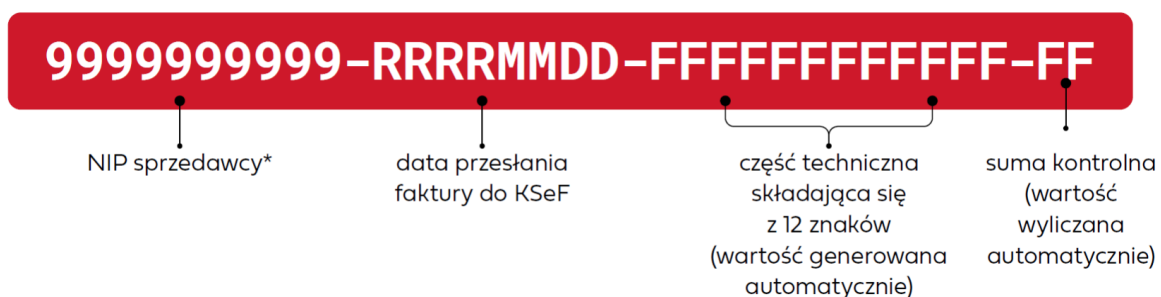 9999999999-RRRRMMDD-FFFFFFFFFFFF-FF
NIP sprzedawcy*
data przesłania
faktury do KSeF
część techniczna
składająca się
z 12 znaków
(wartość generowana
automatycznie)
suma kontrolna
(wartość
wyliczana
automatycznie)